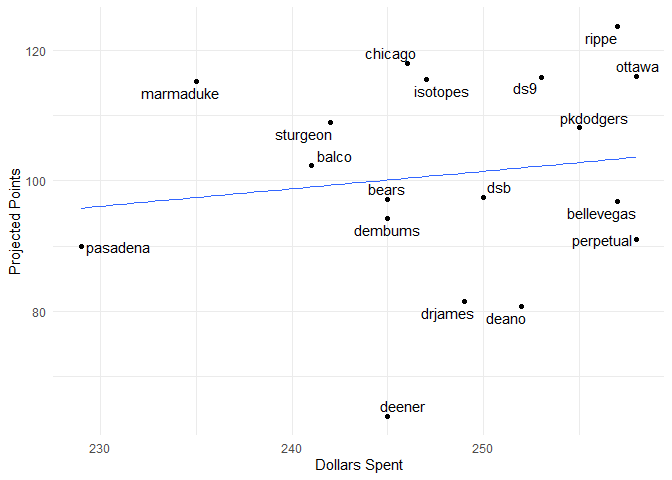 120
100
80
Projected Points
rippe
chicago
ottawa
marmaduke
isotopes
ds9
sturgeon
pkdodgers
balco
bears
dsb
dembums
bellevegas
pasadena
perpetual
drjames
deano
deener
230
240
250
Dollars Spent